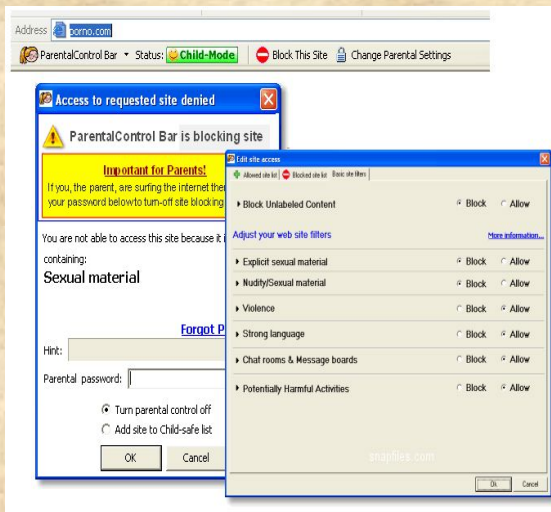 Address porno.com
ParentalControl Bar Status: Child-Mode Block This Site Change Parental Settings
Access to requested site denied
ParentalControl Bar is blocking site
Important for Parents!
If you, the parent, are surfing the internet then
your password below to turn-off site blocking
You are not able to access this site because it
containing:
Sexual material
Forgot P
Hint:
Parental password:
Turn parental control off
Add site to Child-safe list
OK Cancel
Edit site access
Allowed site list Blocked site list Basic site filters
Block Unlabeled Content Block Allow
Adjust your web site filters More information...
Explicit sexual material Block Allow
Nudity/Sexual material Block Allow
Violence Block Allow
Strong language Block Allow
Chat rooms & Message boards Block Allow
Potentially Harmful Activities Block Allow
snapfiles.com
Ok Cancel